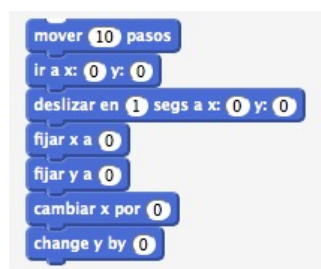 mover 10 pasos
ir a x: 0 y: 0
deslizar en 1 segs a x: 0 y: 0
fijar x a 0
fijar y a 0
cambiar x por 0
change y by 0